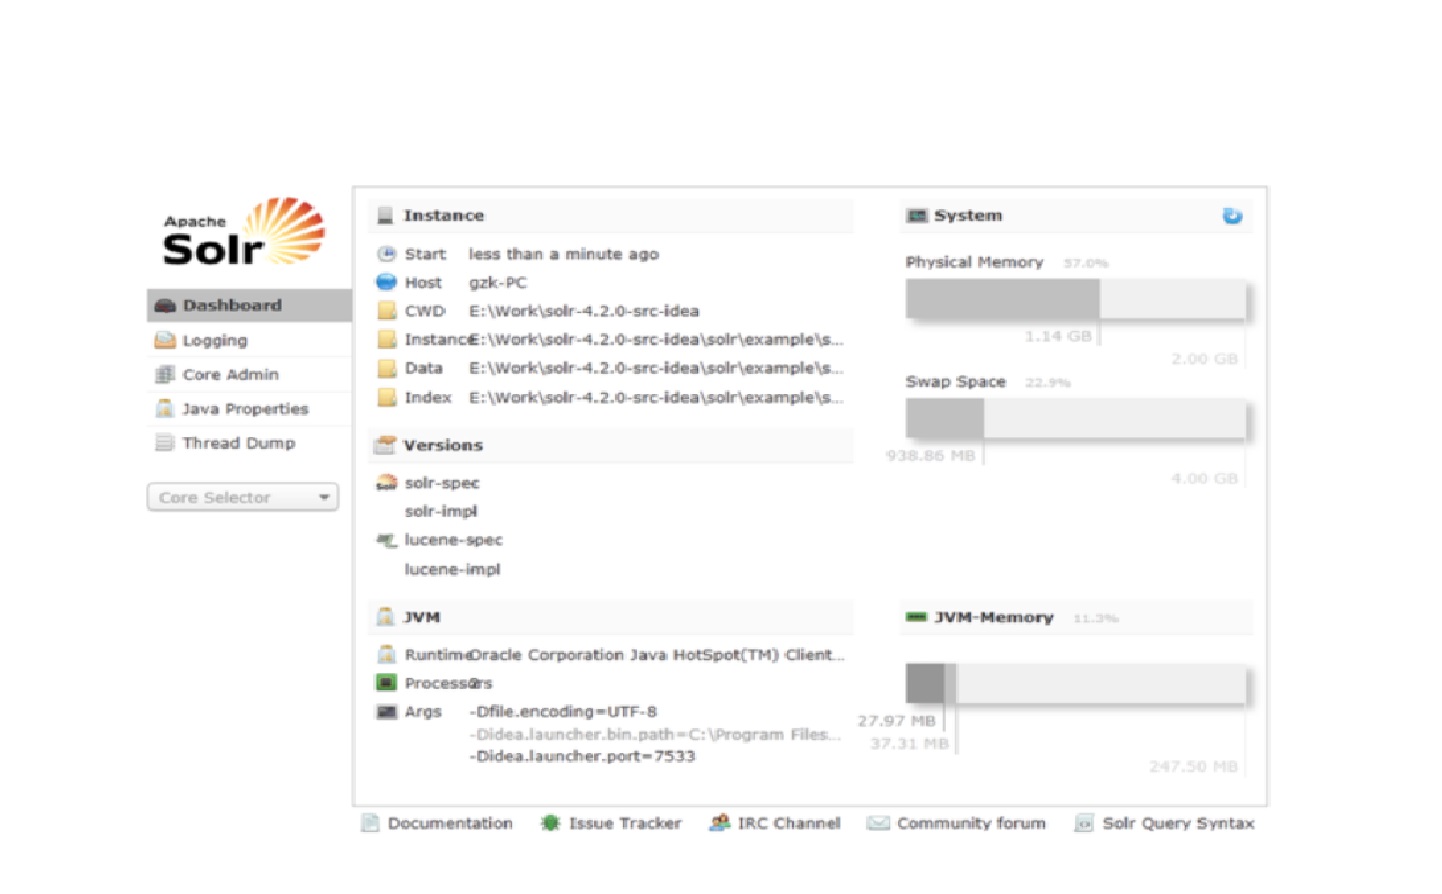 Apache
Solr
Dashboard
Logging
Core Admin
Java Properties
Thread Dump
Core Selector
Instance
Start less than a minute ago
Host gzk-PC
CWD E:\Work\solr-4.2.0-src-idea
Instance E:\Work\solr-4.2.0-src-idea\solr\example\s...
Data E:\Work\solr-4.2.0-src-idea\solr\example\s...
Index E:\Work\solr-4.2.0-src-idea\solr\example\s...
Versions
solr-spec
solr-impl
lucene-spec
lucene-impl
JVM
Runtime Oracle Corporation Java HotSpot(TM) Client...
Processors
Args -Dfile.encoding=UTF-8
-Didea.launcher.bin.path=C:\Program Files...
-Didea.launcher.port=7533
System
Physical Memory 57.0%
1.14 GB
2.00 GB
Swap Space 22.9%
938.86 MB
4.00 GB
JVM-Memory 11.3%
27.97 MB
37.31 MB
247.50 MB
Documentation Issue Tracker IRC Channel Community forum Solr Query Syntax